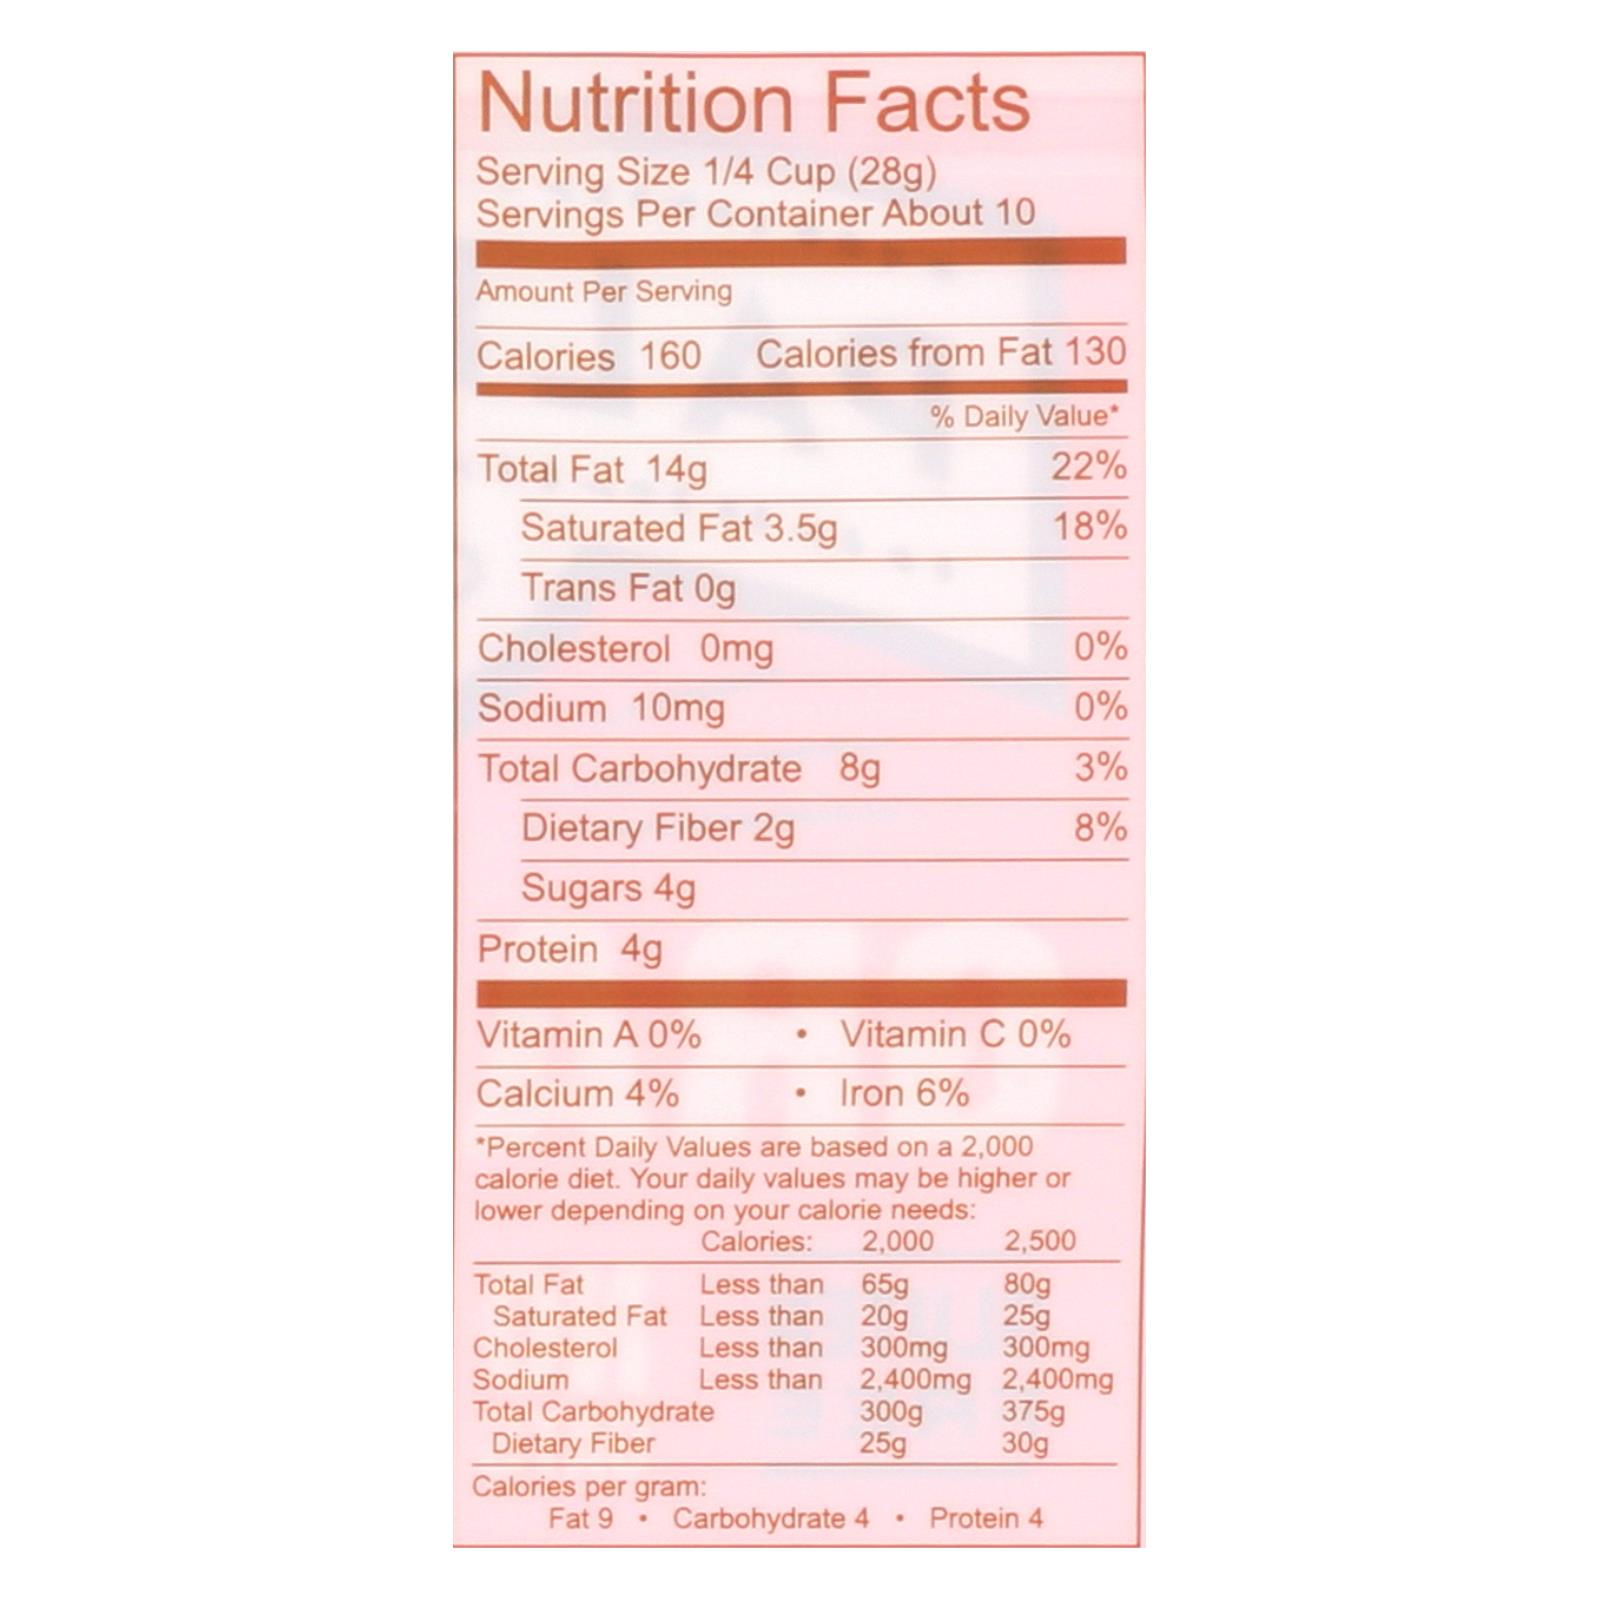 Nutrition Facts
Serving Size 1/4 Cup (28g)
Servings Per Container About 10
Amount Per Serving
Calories 160 Calories from Fat 130
% Daily Value*
Total Fat 14g 22%
Saturated Fat 3.5g 18%
Trans Fat 0g
Cholesterol 0mg 0%
Sodium 10mg 0%
Total Carbohydrate 8g 3%
Dietary Fiber 2g 8%
Sugars 4g
Protein 4g
Vitamin A 0% • Vitamin C 0%
Calcium 4% • Iron 6%
*Percent Daily Values are based on a 2,000
calorie diet. Your daily values may be higher or
lower depending on your calorie needs:
Calories: 2,000 2,500
Total Fat Less than 65g 80g
Saturated Fat Less than 20g 25g
Cholesterol Less than 300mg 300mg
Sodium Less than 2,400mg 2,400mg
Total Carbohydrate 300g 375g
Dietary Fiber 25g 30g
Calories per gram:
Fat 9 • Carbohydrate 4 • Protein 4